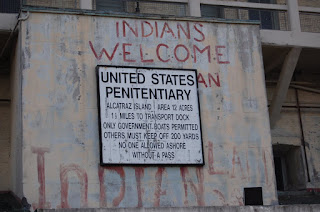 INDIANS
WELCOME
UNITED STATES
PENITENTIARY
ALCATRAZ ISLAND AREA 12 ACRES
1½ MILES TO TRANSPORT DOCK
ONLY GOVERNMENT BOATS PERMITTED
OTHERS MUST KEEP OFF 200 YARDS
NO ONE ALLOWED ASHORE
WITHOUT A PASS
INDIAN LA